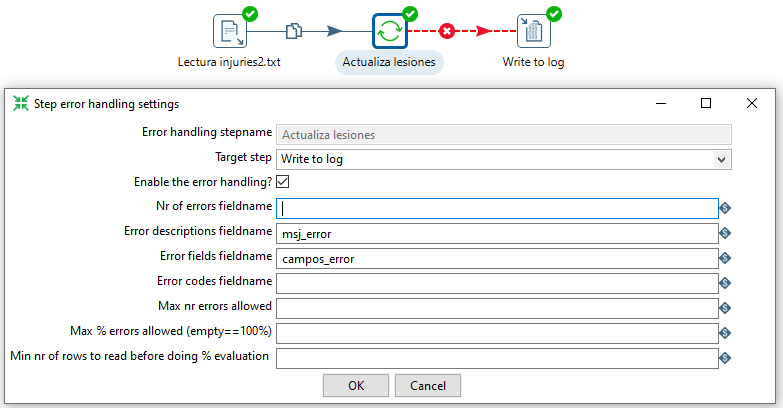 Lectura injuries2.txt
Actualiza lesiones
Write to log
Step error handling settings
Error handling stepname
Actualiza lesiones
Target step
Write to log
Enable the error handling?
Nr of errors fieldname
Error descriptions fieldname
msj_error
Error fields fieldname
campos_error
Error codes fieldname
Max nr errors allowed
Max % errors allowed (empty==100%)
Min nr of rows to read before doing % evaluation
OK
Cancel